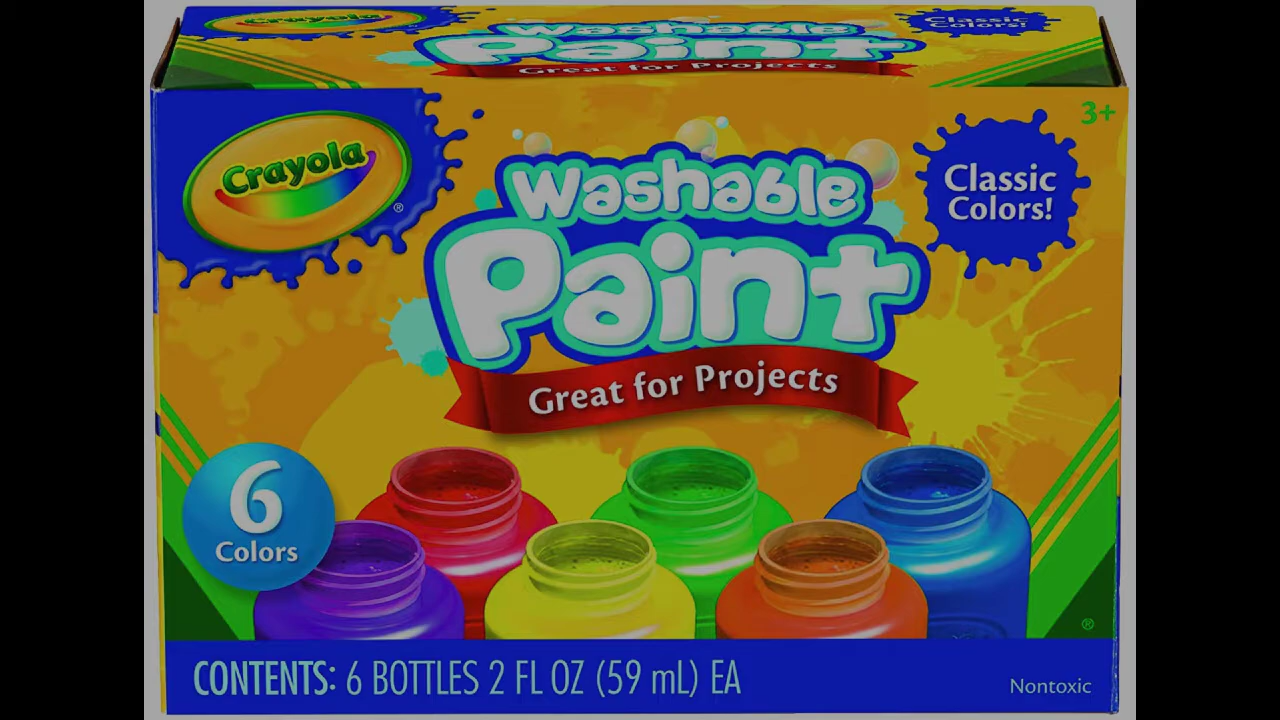 Crayola
Washable
Paint
Great for Projects
Classic
Colors!
3+
Crayola
®
Washable
Paint
Great for Projects
Classic
Colors!
6
Colors
®
CONTENTS: 6 BOTTLES 2 FL OZ (59 mL) EA
Nontoxic